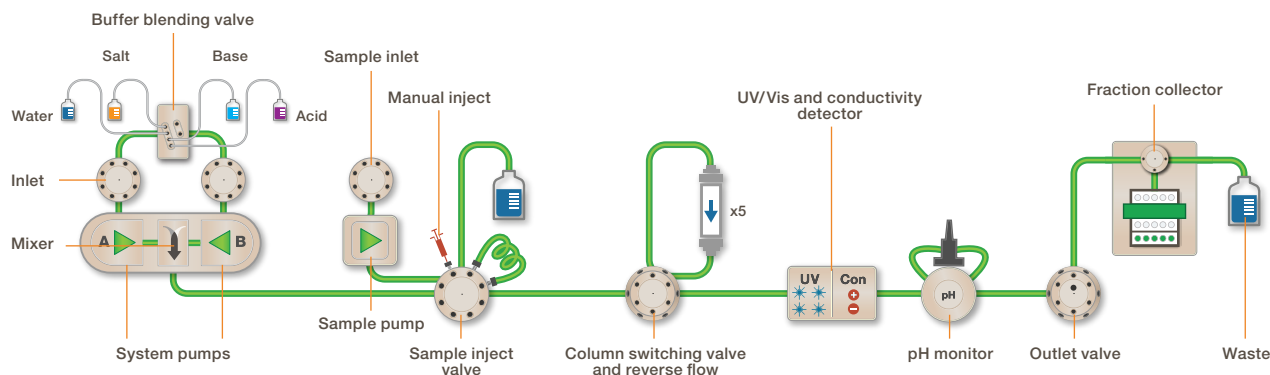 Buffer blending valve
Salt
Base
Water
Acid
Inlet
Mixer
A
B
System pumps
Sample inlet
Manual inject
Sample pump
Sample inject
valve
x5
Column switching valve
and reverse flow
UV/Vis and conductivity
detector
UV
Con
pH
pH monitor
Fraction collector
Outlet valve
Waste